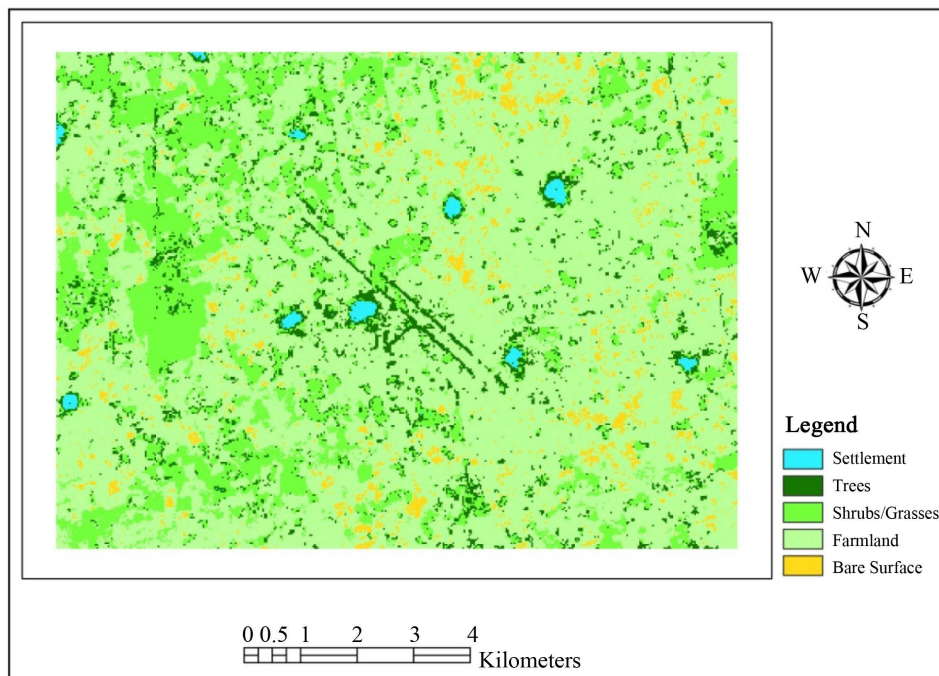 N
W E
S
Legend
Settlement
Trees
Shrubs/Grasses
Farmland
Bare Surface
0 0.5 1 2 3 4
Kilometers